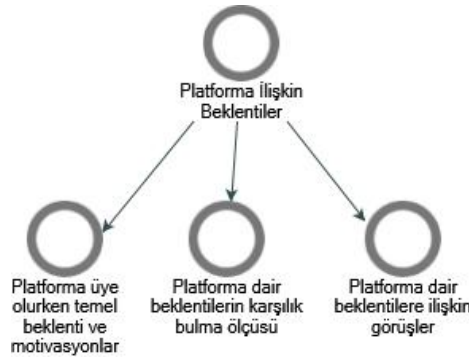 Platforma İlişkin
Beklentiler
Platforma üye
olurken temel
beklenti ve
motivasyonlar
Platforma dair
beklentilerin karşılık
bulma ölçüsü
Platforma dair
beklentilere ilişkin
görüşler